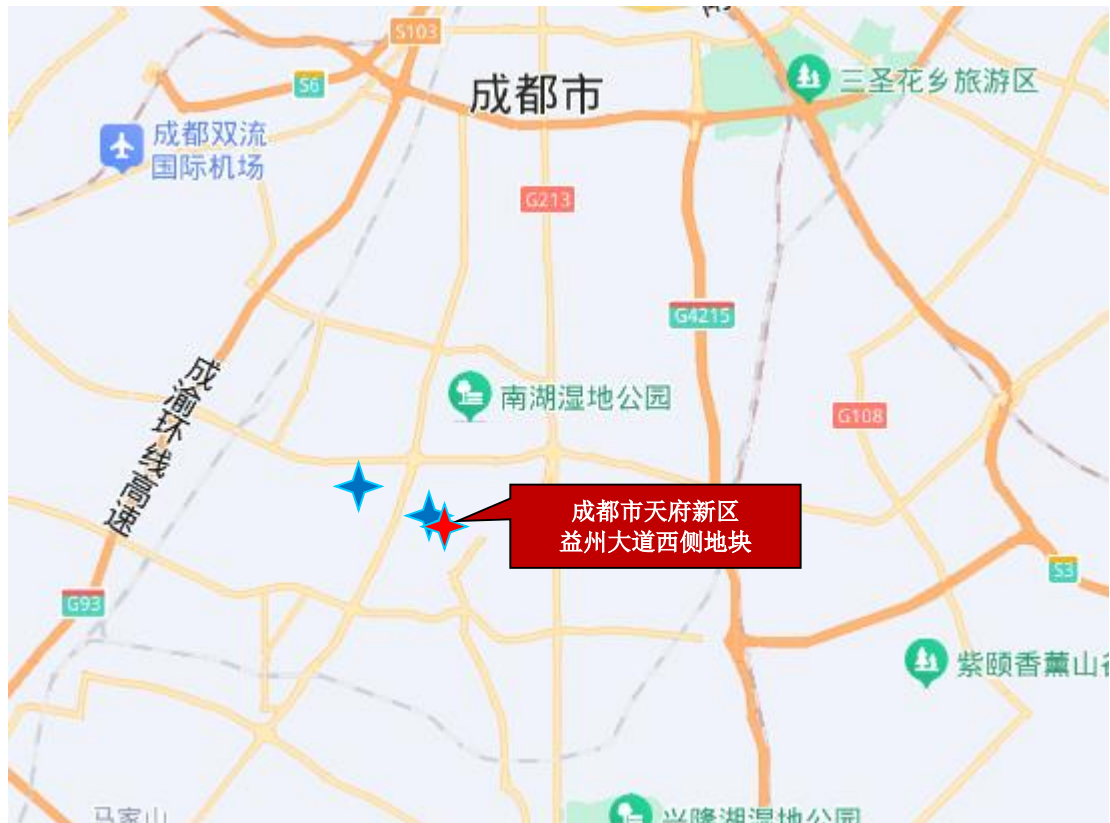 S103
S6
成都市
三圣花乡旅游区
成都双流
国际机场
G213
G4215
成渝环线高速
南湖湿地公园
G108
成都市天府新区
益州大道西侧地块
S3
G93
紫颐香薰山谷
马家山
兴隆湖湿地公园